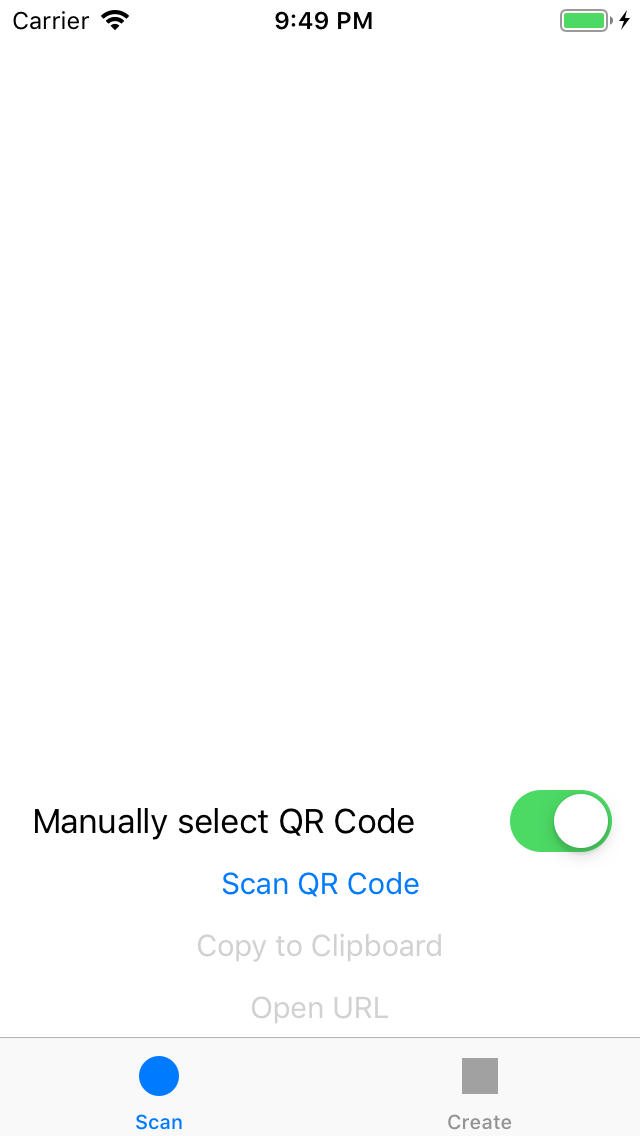 Carrier 9:49 PM
Manually select QR Code
Scan QR Code
Copy to Clipboard
Open URL
Scan Create